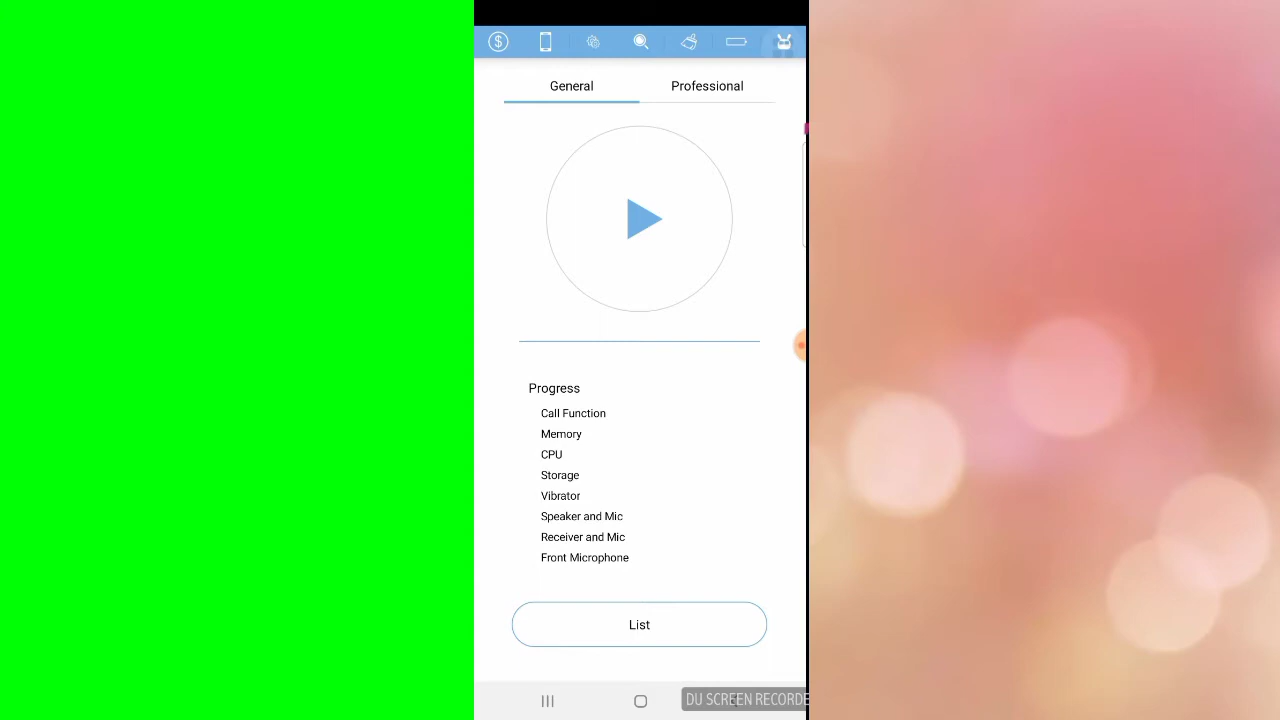 General
Professional
Progress
Call Function
Memory
CPU
Storage
Vibrator
Speaker and Mic
Receiver and Mic
Front Microphone
List
DU SCREEN RECORDE